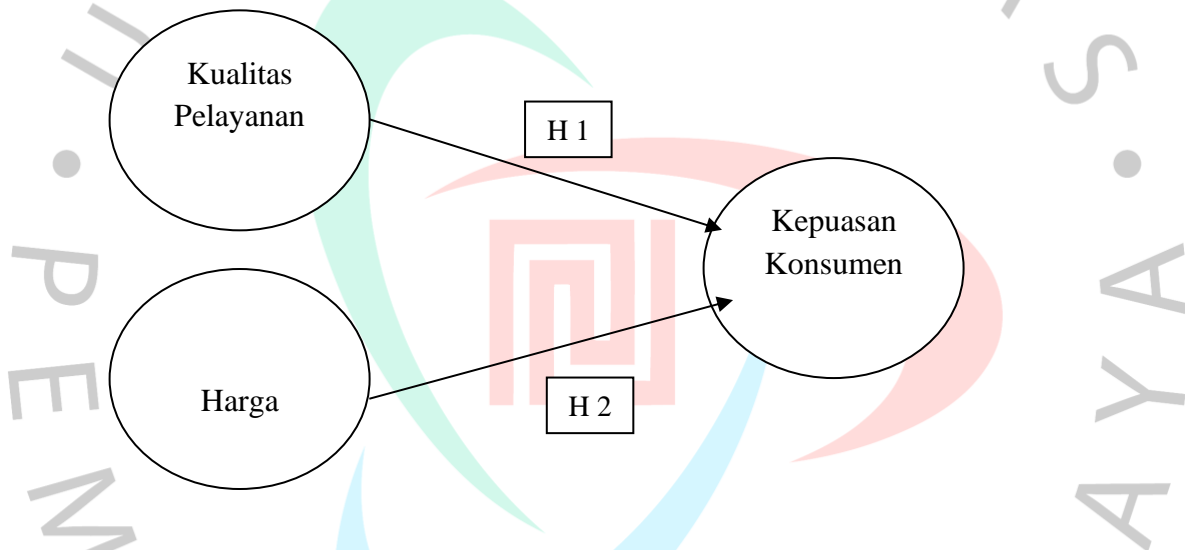 Kualitas
Pelayanan
H 1
Kepuasan
Konsumen
Harga
H 2